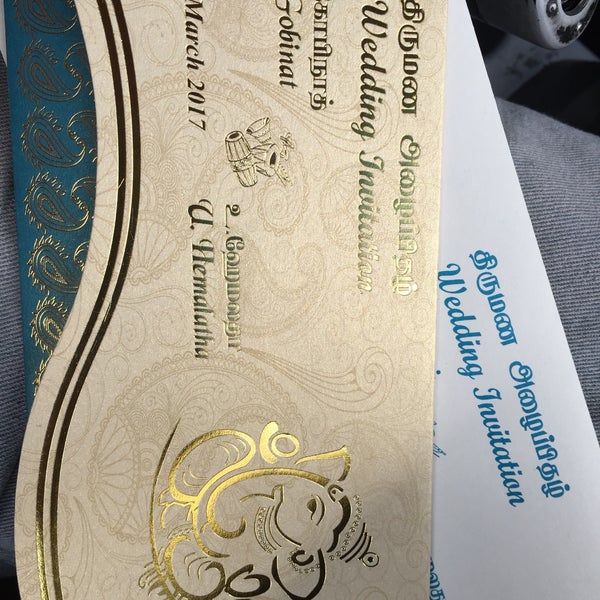 திருமண அழைப்பிதழ்
Wedding Invitation
கோபிநாத்
Gobinat
உ. ஹேமலதா
U. Hemalatha
March 2017
திருமண அழைப்பிதழ்
Wedding Invitation